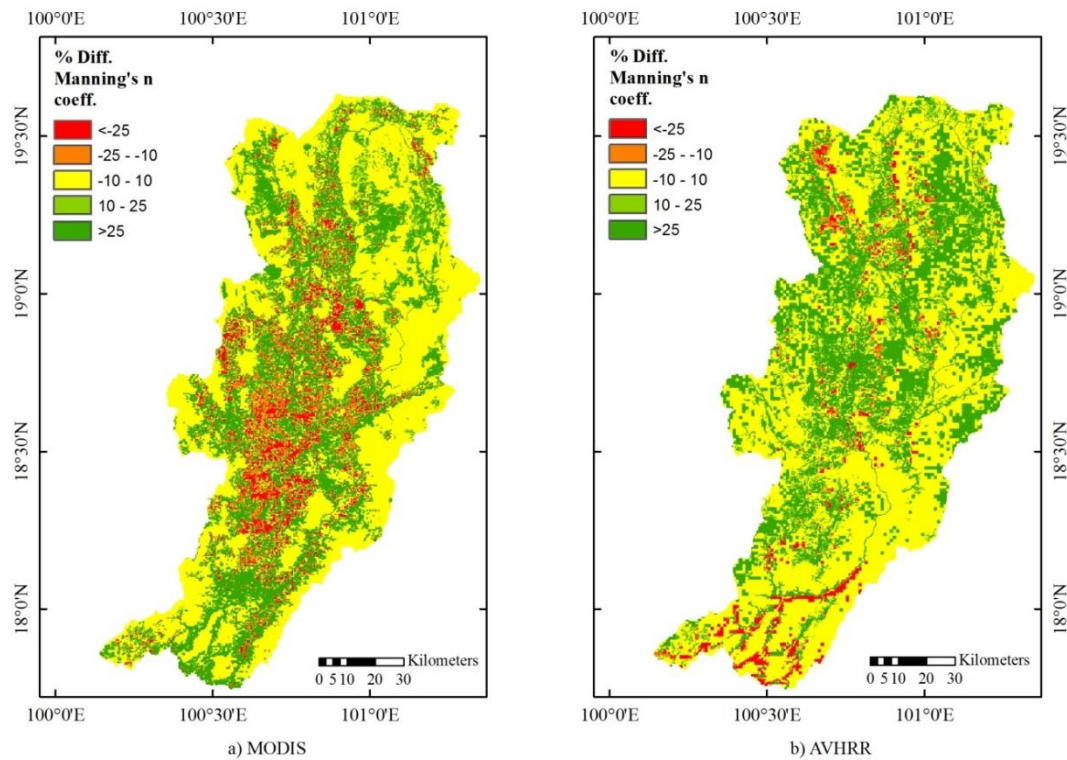 100°0'E 100°30'E 101°0'E
% Diff.
Manning's n
coeff.
<-25
-25 - -10
-10 - 10
10 - 25
>25
19°30'N
19°0'N
18°30'N
18°0'N
Kilometers
0 5 10 20 30
100°0'E 100°30'E 101°0'E
a) MODIS
100°0'E 100°30'E 101°0'E
% Diff.
Manning's n
coeff.
<-25
-25 - -10
-10 - 10
10 - 25
>25
19°30'N
19°0'N
18°30'N
18°0'N
Kilometers
0 5 10 20 30
100°0'E 100°30'E 101°0'E
b) AVHRR